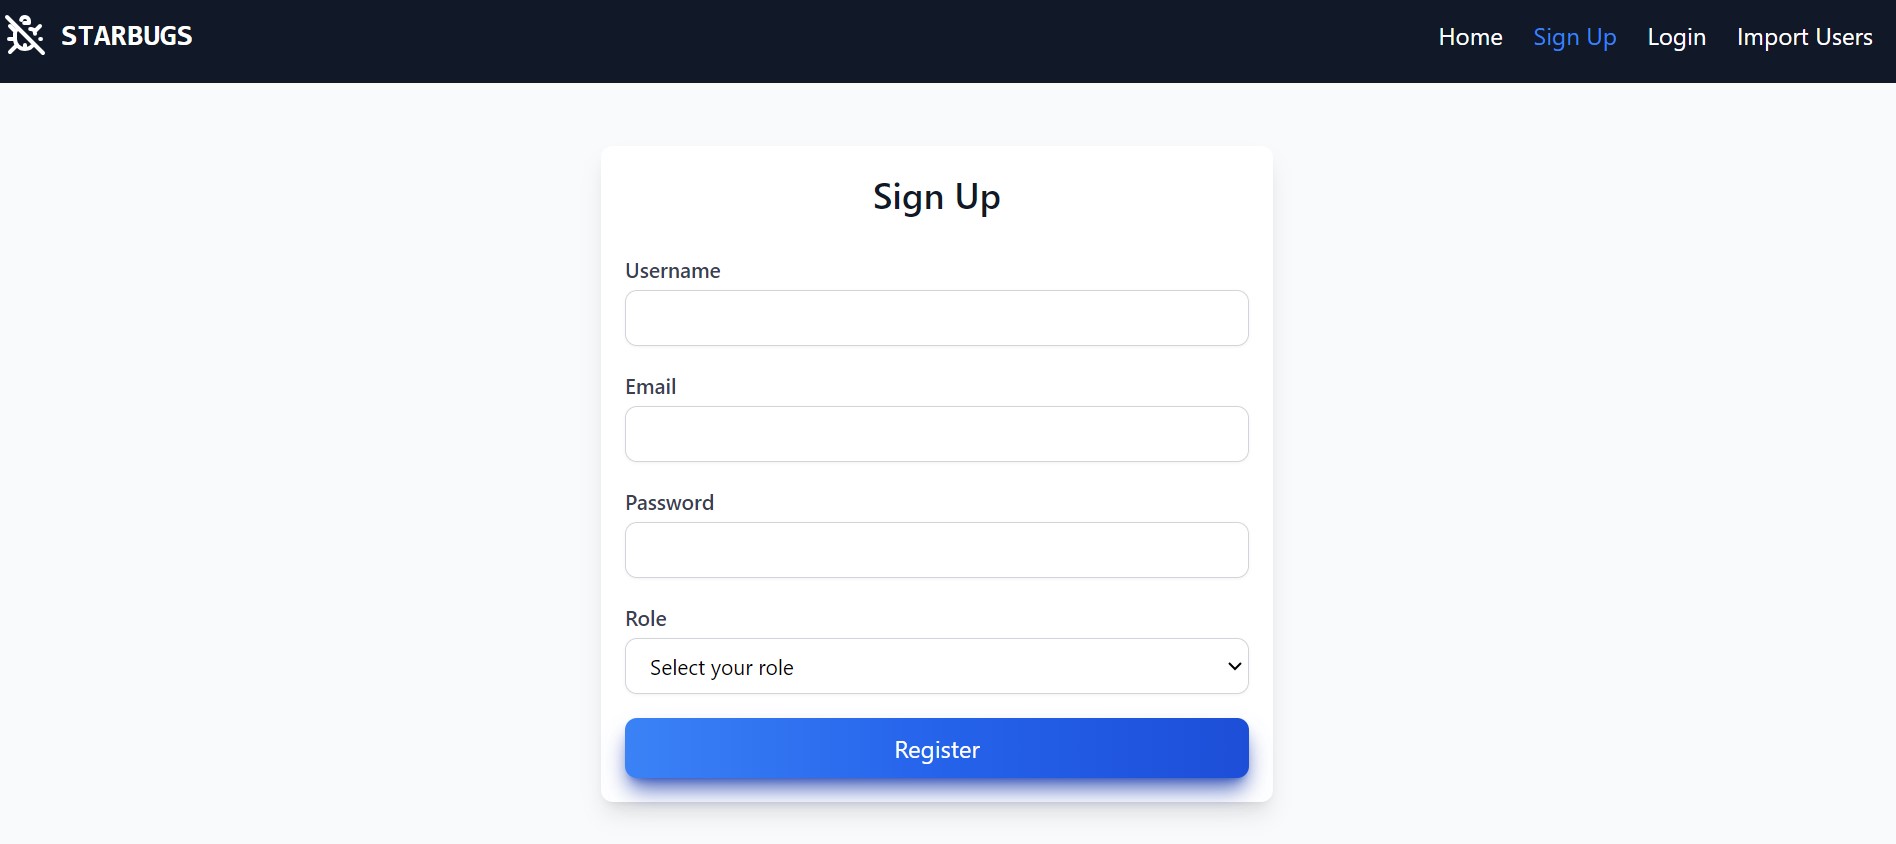 STARBUGS
Home Sign Up Login Import Users
Sign Up
Username
Email
Password
Role
Select your role
Register